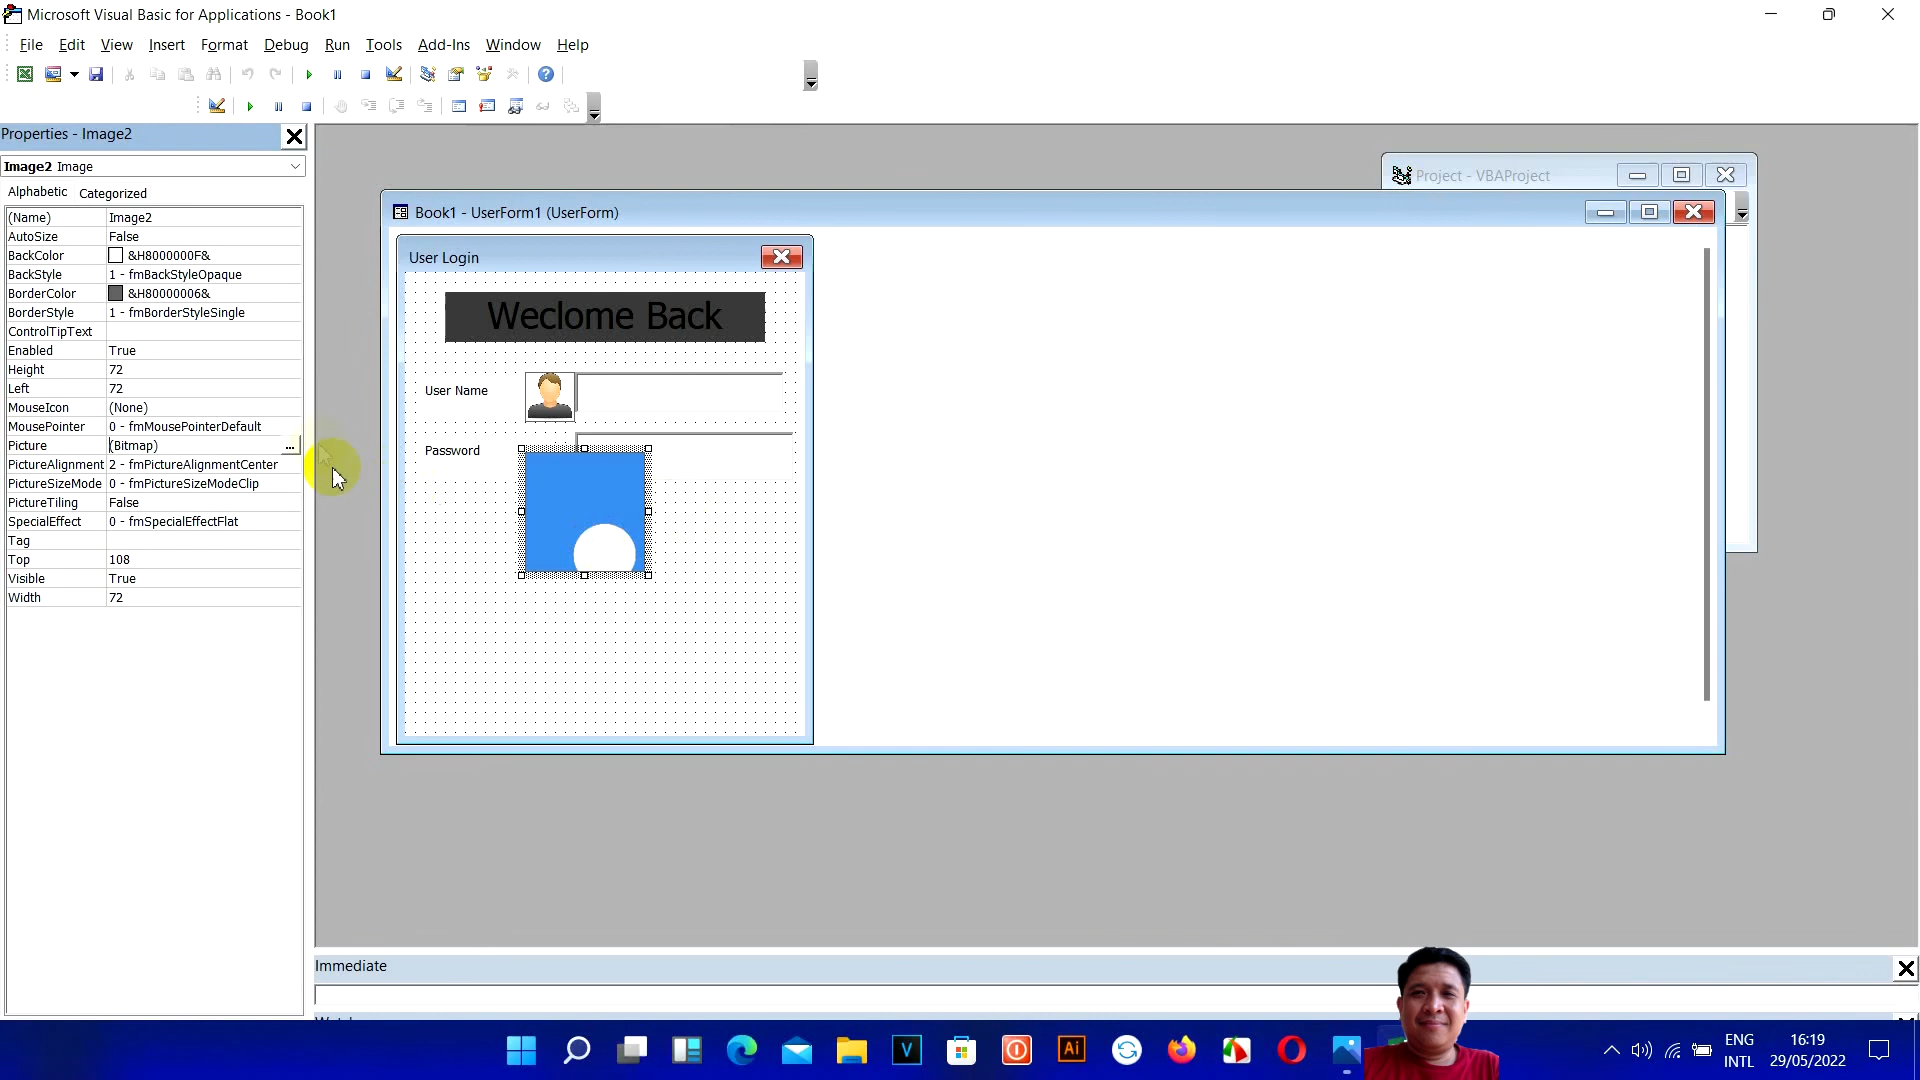 Microsoft Visual Basic for Applications - Book1
File Edit View Insert Format Debug Run Tools Add-Ins Window Help
Properties - Image2
Image2 Image
Alphabetic Categorized
(Name) Image2
AutoSize False
BackColor &H8000000F&
BackStyle 1 - fmBackStyleOpaque
BorderColor &H80000006&
BorderStyle 1 - fmBorderStyleSingle
ControlTipText
Enabled True
Height 72
Left 72
MouseIcon (None)
MousePointer 0 - fmMousePointerDefault
Picture (Bitmap) ...
PictureAlignment 2 - fmPictureAlignmentCenter
PictureSizeMode 0 - fmPictureSizeModeClip
PictureTiling False
SpecialEffect 0 - fmSpecialEffectFlat
Tag
Top 108
Visible True
Width 72
Project - VBAProject
Book1 - UserForm1 (UserForm)
User Login
Weclome Back
User Name
Password
Immediate
V
Ai
ENG
INTL
16:19
29/05/2022